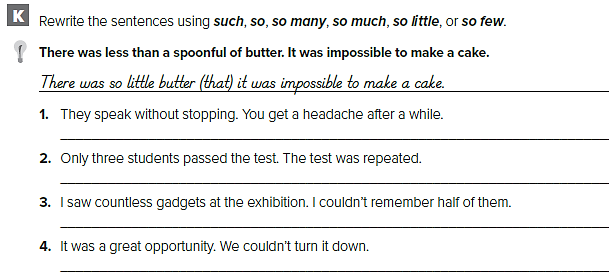 K Rewrite the sentences using such, so, so many, so much, so little, or so few.
There was less than a spoonful of butter. It was impossible to make a cake.
There was so little butter (that) it was impossible to make a cake.
1. They speak without stopping. You get a headache after a while.
2. Only three students passed the test. The test was repeated.
3. I saw countless gadgets at the exhibition. I couldn't remember half of them.
4. It was a great opportunity. We couldn't turn it down.